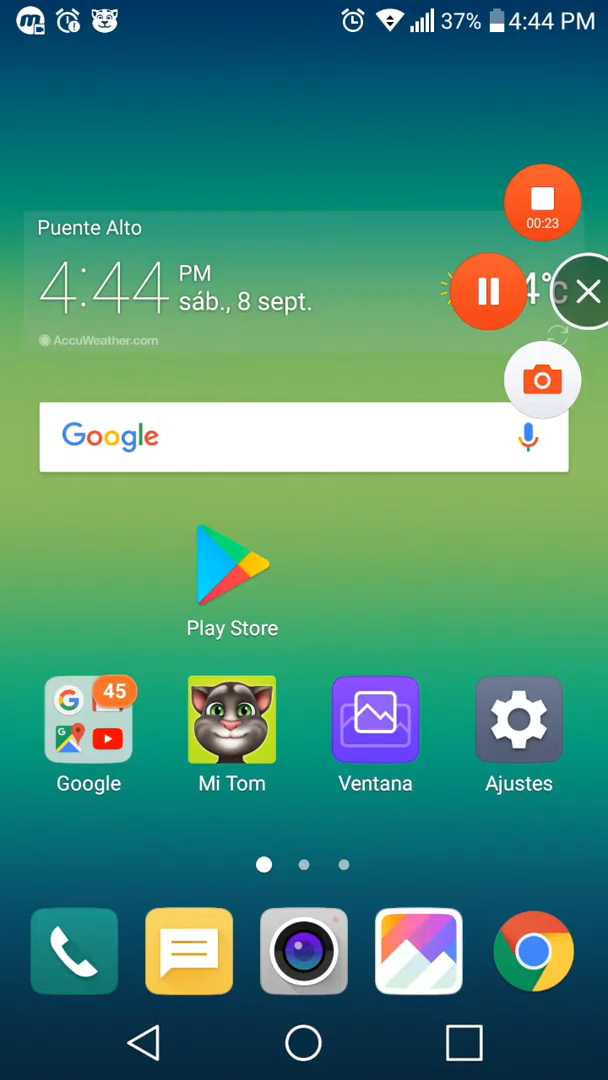 37% 4:44 PM
Puente Alto
00:23
4:44 PM
sáb., 8 sept.
4°C
AccuWeather.com
Google
Play Store
45
Google
Mi Tom
Ventana
Ajustes